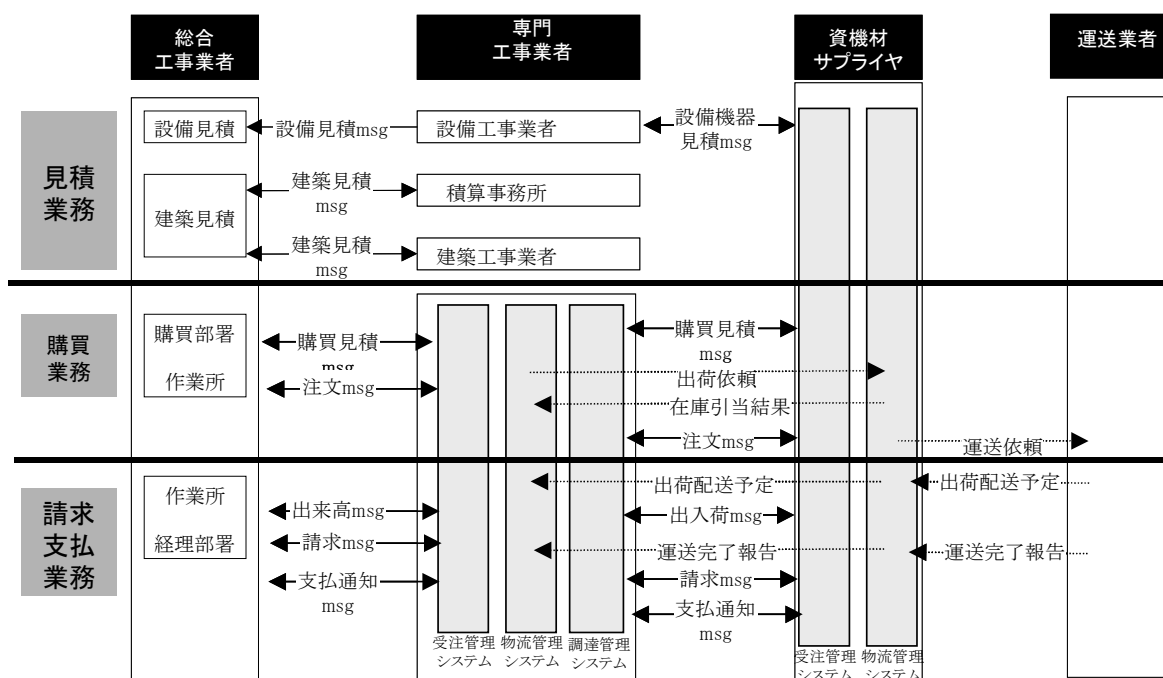 総合
工事業者
専門
工事業者
資機材
サプライヤ
運送業者
見積
業務
設備見積
設備見積msg
設備工事業者
設備機器
見積msg
建築見積
建築見積
msg
積算事務所
建築見積
msg
建築工事業者
購買
業務
購買部署
作業所
購買見積
msg
注文msg
購買見積
msg
出荷依頼
在庫引当結果
注文msg
運送依頼
請求
支払
業務
作業所
経理部署
出来高msg
請求msg
支払通知
msg
出荷配送予定
出入荷msg
運送完了報告
請求msg
支払通知
msg
出荷配送予定
運送完了報告
受注管理
システム
物流管理
システム
調達管理
システム
受注管理
システム
物流管理
システム